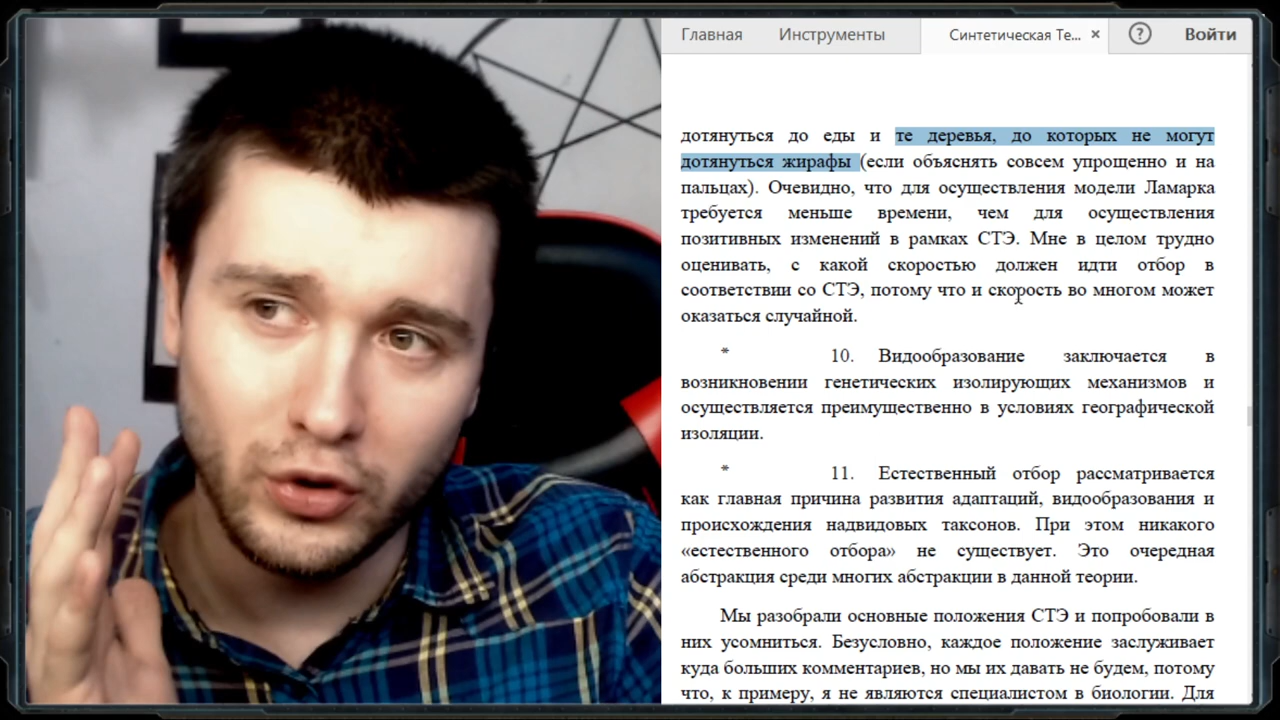 Главная Инструменты Синтетическая Те... × ? Войти
дотянуться до еды и те деревья, до которых не могут
дотянуться жирафы (если объяснять совсем упрощенно и на
пальцах). Очевидно, что для осуществления модели Ламарка
требуется меньше времени, чем для осуществления
позитивных изменений в рамках СТЭ. Мне в целом трудно
оценивать, с какой скоростью должен идти отбор в
соответствии со СТЭ, потому что и скорость во многом может
оказаться случайной.
* 10. Видообразование заключается в
возникновении генетических изолирующих механизмов и
осуществляется преимущественно в условиях географической
изоляции.
* 11. Естественный отбор рассматривается
как главная причина развития адаптаций, видообразования и
происхождения надвидовых таксонов. При этом никакого
«естественного отбора» не существует. Это очередная
абстракция среди многих абстракции в данной теории.
Мы разобрали основные положения СТЭ и попробовали в
них усомниться. Безусловно, каждое положение заслуживает
куда больших комментариев, но мы их давать не будем, потому
что, к примеру, я не являются специалистом в биологии. Для